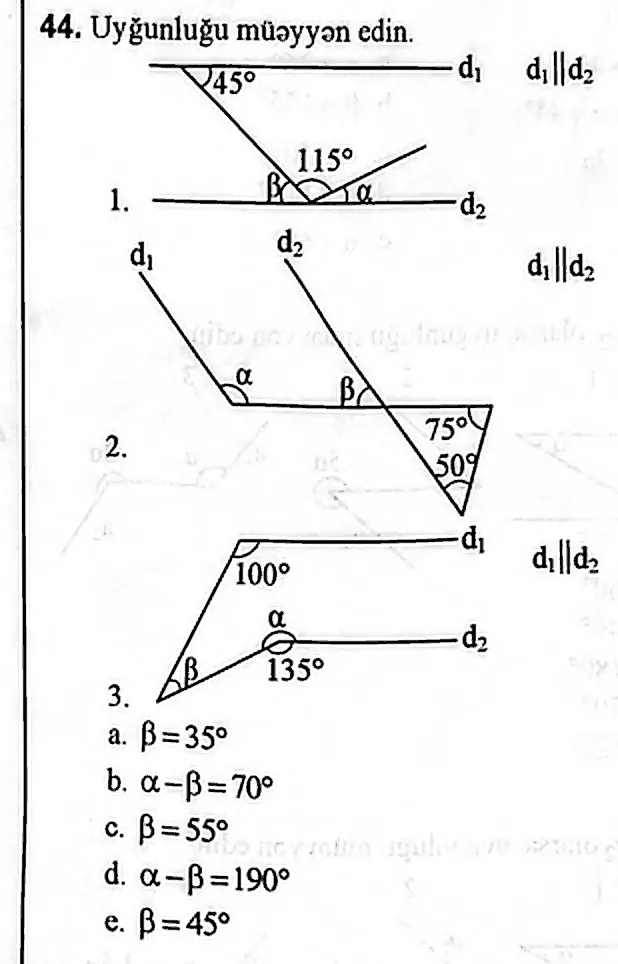 44. Uyğunluğu müəyyən edin.
d₁ d₁||d₂
45°
115°
β α
1. d₂
d₁ d₂ d₁||d₂
α β
75°
2. 50°
d₁ d₁||d₂
100°
α
d₂
β 135°
3.
a. β=35°
b. α−β=70°
c. β=55°
d. α−β=190°
e. β=45°